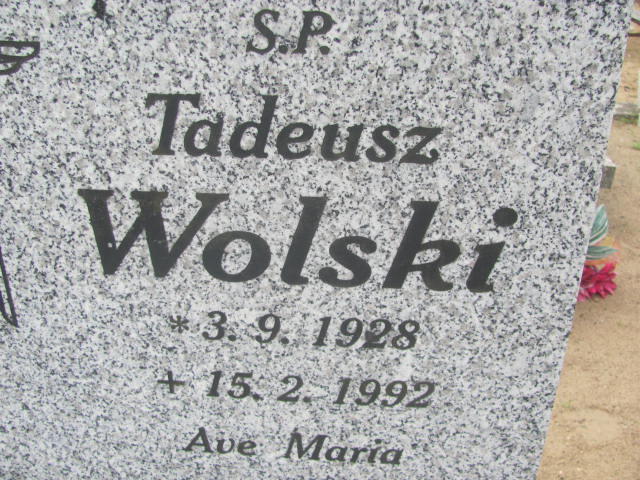 S.P.
Tadeusz
Wolski
* 3. 9. 1928
+ 15. 2. 1992
Ave Maria